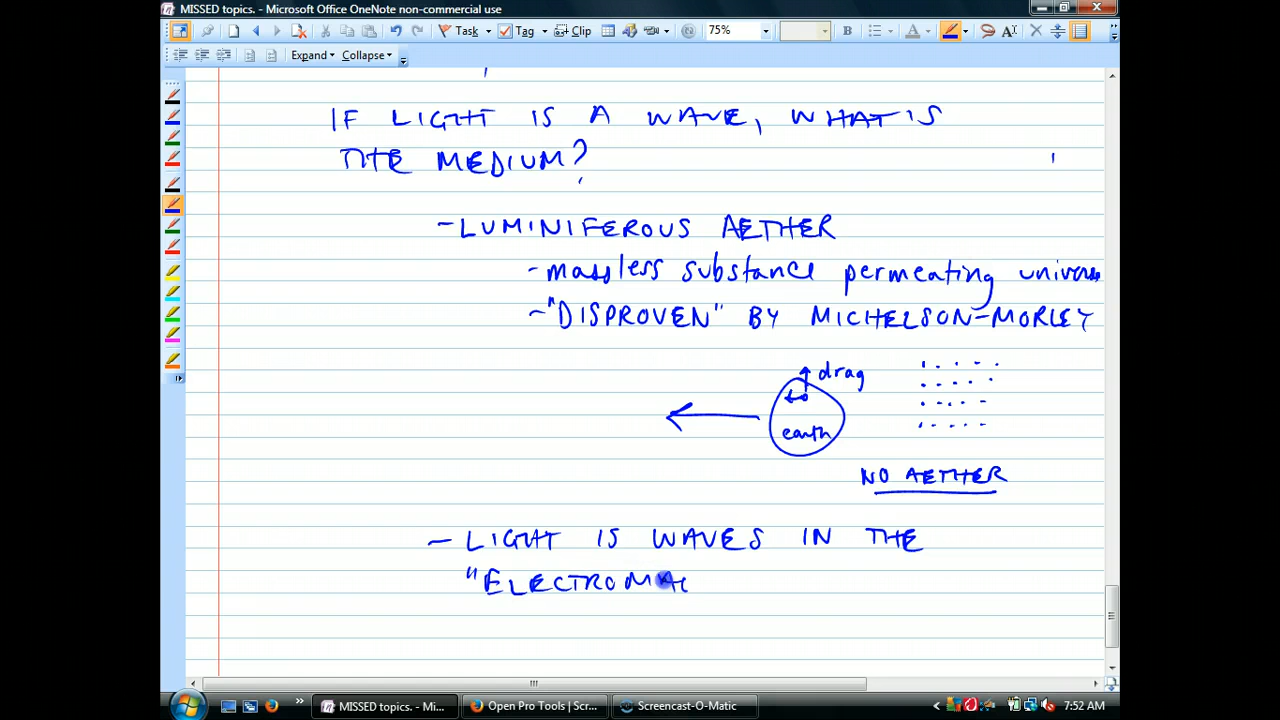 MISSED topics. - Microsoft Office OneNote non-commercial use
Task Tag Clip 75% B A A
Expand Collapse
IF LIGHT IS A WAVE, WHAT IS
THE MEDIUM?
- LUMINIFEROUS AETHER
- massless substance permeating univers
- "DISPROVEN" BY MICHELSON-MORLEY
drag
earth
NO AETHER
- LIGHT IS WAVES IN THE
"ELECTROMAG
MISSED topics. - Mi... Open Pro Tools | Scr... Screencast-O-Matic 7:52 AM